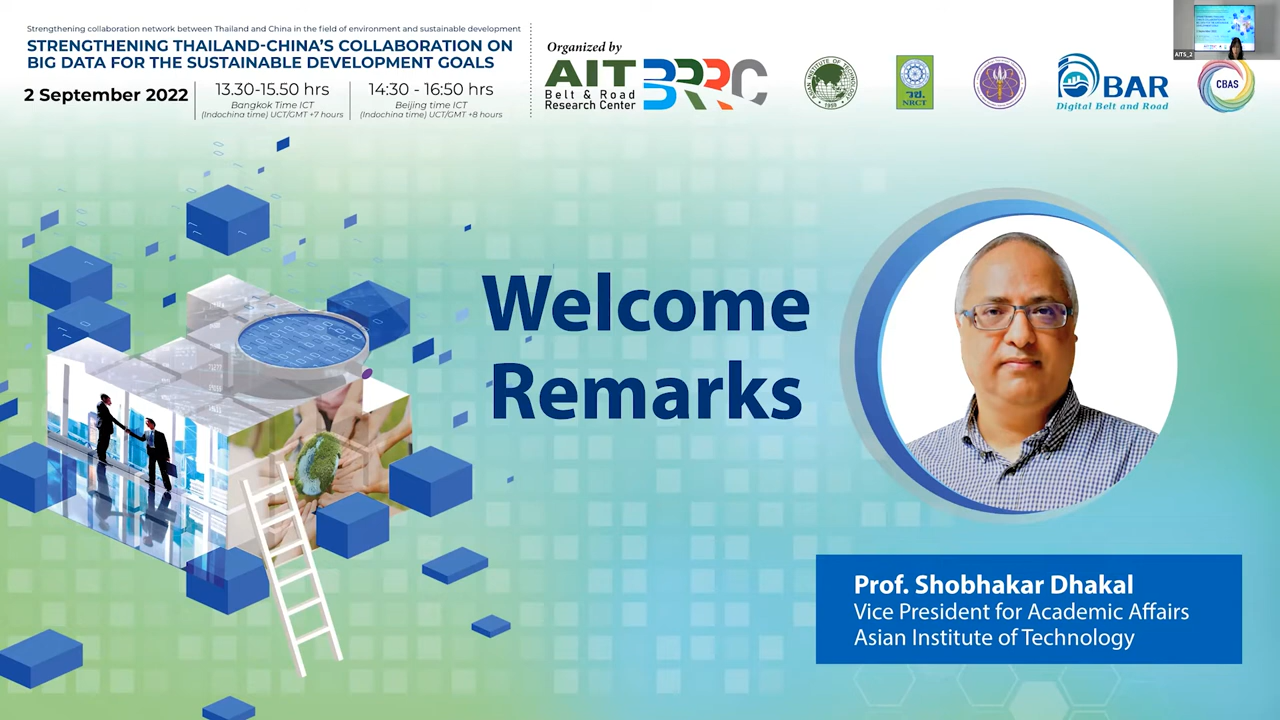 Strengthening collaboration network between Thailand and China in the field of environment and sustainable development
STRENGTHENING THAILAND-CHINA'S COLLABORATION ON
BIG DATA FOR THE SUSTAINABLE DEVELOPMENT GOALS
2 September 2022
13.30-15.50 hrs
Bangkok Time ICT
(Indochina time) UCT/GMT +7 hours
14:30 - 16:50 hrs
Beijing time ICT
(Indochina time) UCT/GMT +8 hours
Organized by
AIT
Belt & Road
Research Center
BRRC
วช.
NRCT
DBAR
Digital Belt and Road
CBAS
AITS_2
Welcome
Remarks
Prof. Shobhakar Dhakal
Vice President for Academic Affairs
Asian Institute of Technology